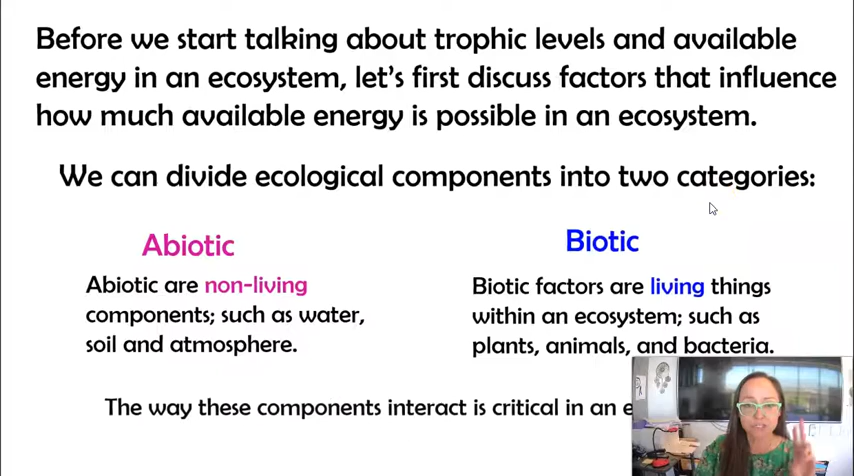 Before we start talking about trophic levels and available
energy in an ecosystem, let's first discuss factors that influence
how much available energy is possible in an ecosystem.
We can divide ecological components into two categories:
Abiotic
Abiotic are non-living
components; such as water,
soil and atmosphere.
Biotic
Biotic factors are living things
within an ecosystem; such as
plants, animals, and bacteria.
The way these components interact is critical in an